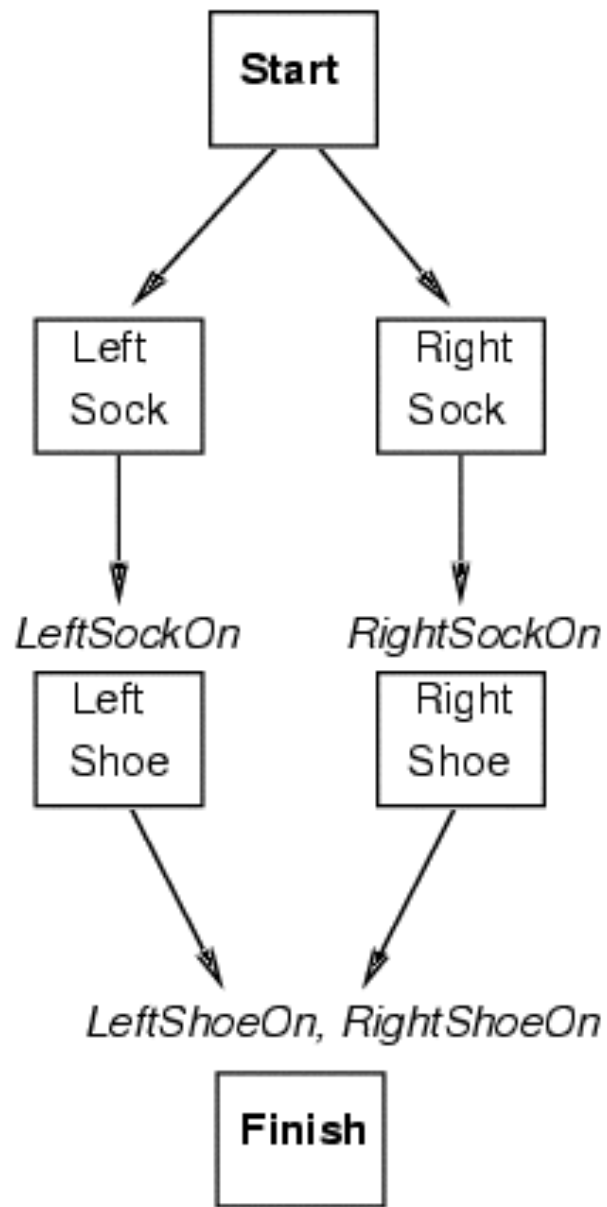 Start
Left
Sock
Right
Sock
LeftSockOn
RightSockOn
Left
Shoe
Right
Shoe
LeftShoeOn, RightShoeOn
Finish